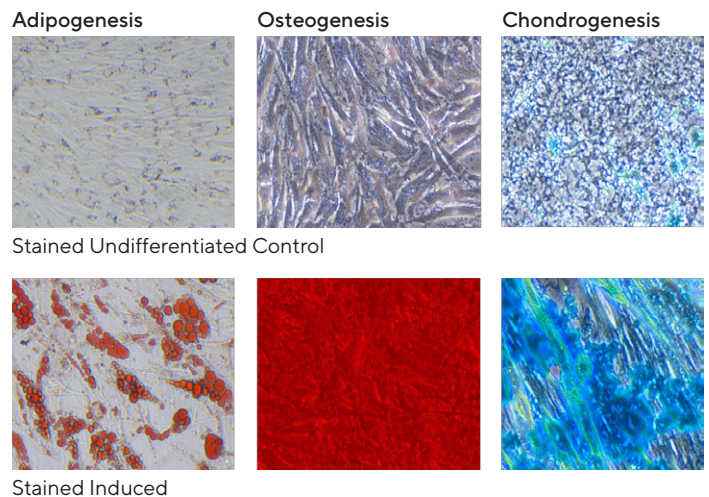 Adipogenesis Osteogenesis Chondrogenesis
Stained Undifferentiated Control
Stained Induced